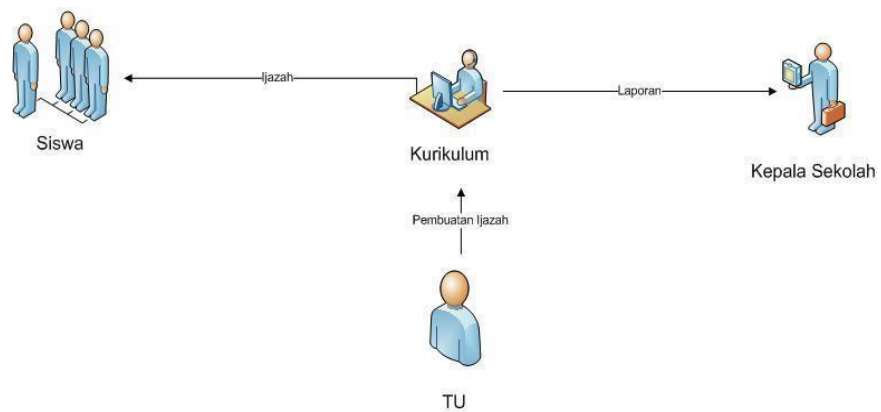 Ijazah
Laporan
Siswa
Kurikulum
Kepala Sekolah
Pembuatan Ijazah
TU